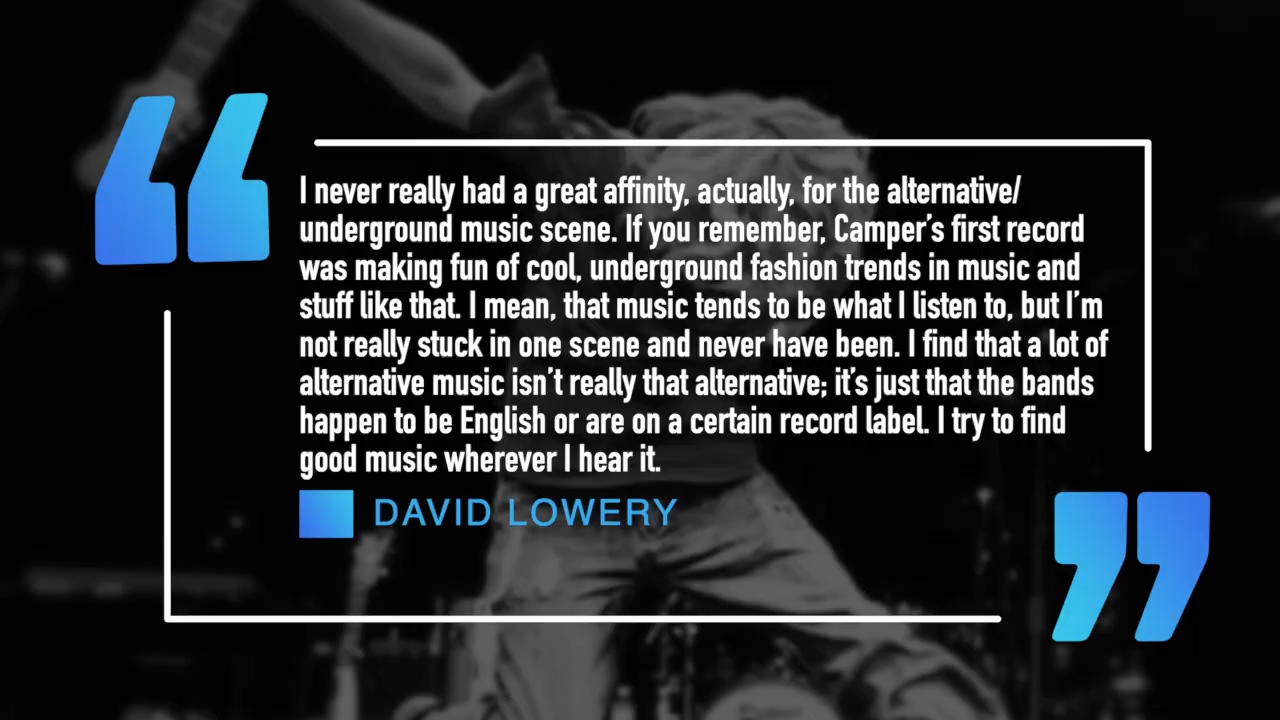 I never really had a great affinity, actually, for the alternative/
underground music scene. If you remember, Camper’s first record
was making fun of cool, underground fashion trends in music and
stuff like that. I mean, that music tends to be what I listen to, but I’m
not really stuck in one scene and never have been. I find that a lot of
alternative music isn’t really that alternative; it’s just that the bands
happen to be English or are on a certain record label. I try to find
good music wherever I hear it.
DAVID LOWERY